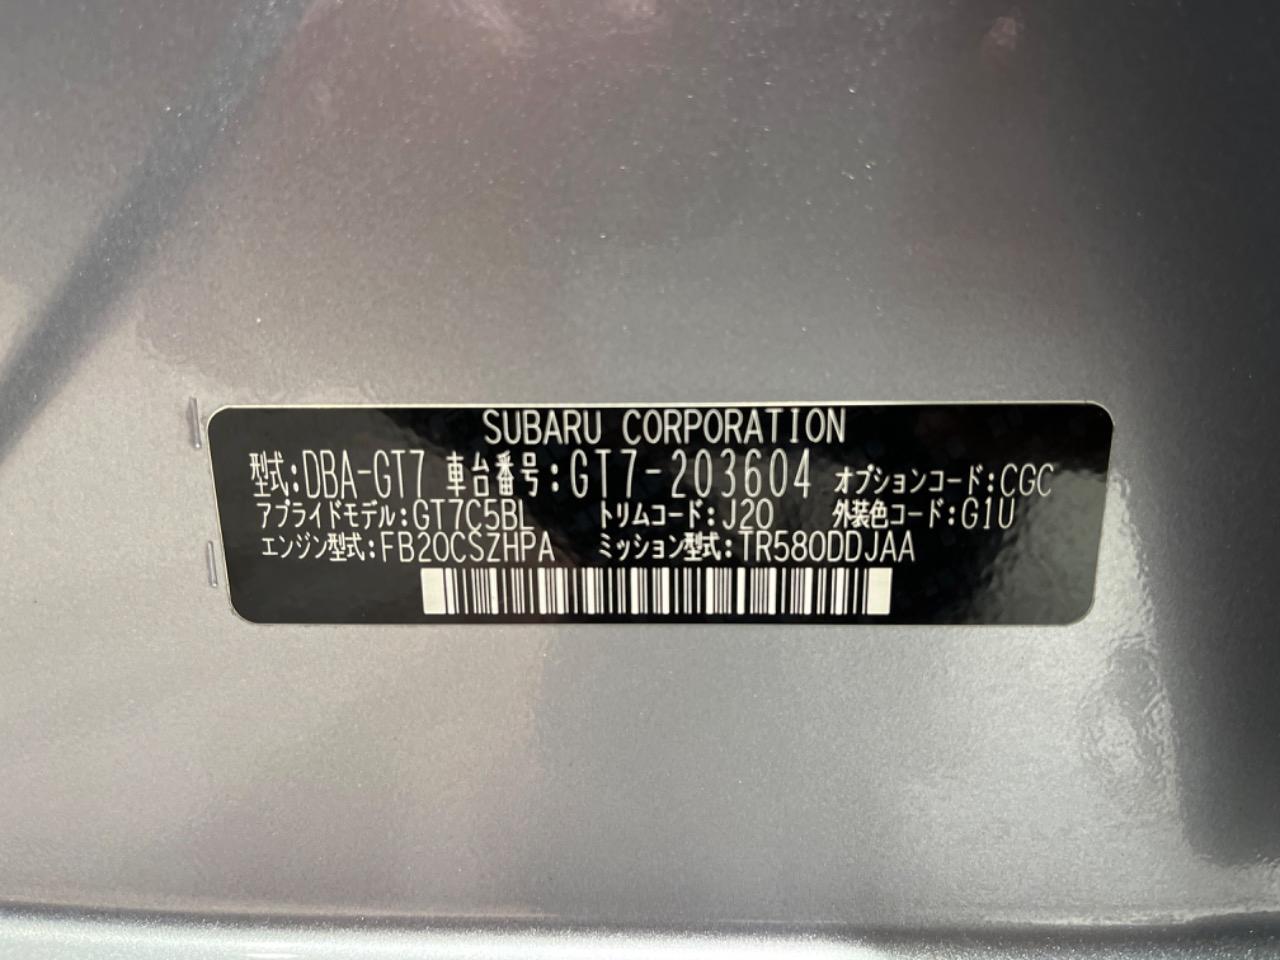 SUBARU CORPORATION
型式:DBA-GT7 車台番号:GT7-203604 オプションコード:CGC
アプライドモデル:GT7C5BL トリムコード:J20 外装色コード:G1U
エンジン型式:FB20CSZHPA ミッション型式:TR580DDJAA